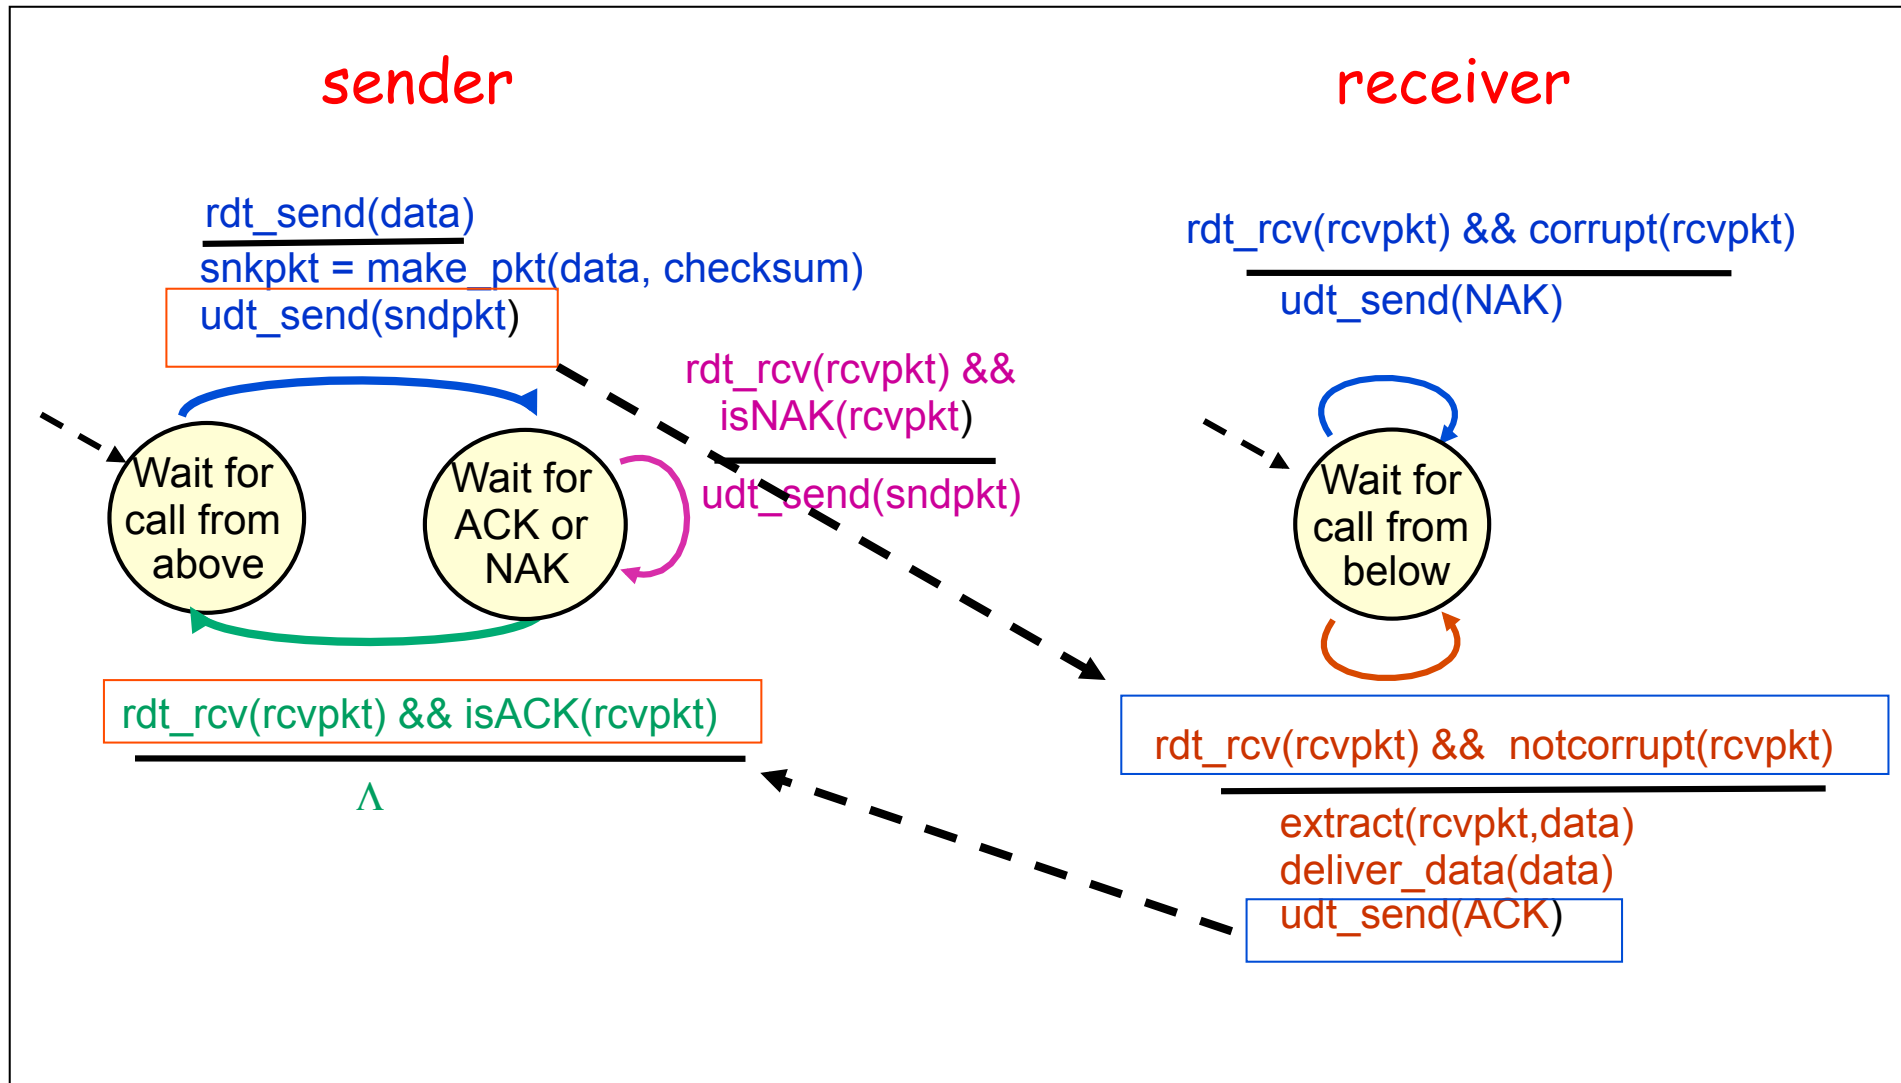 sender
receiver
rdt_send(data)
snkpkt = make_pkt(data, checksum)
udt_send(sndpkt)
rdt_rcv(rcvpkt) && corrupt(rcvpkt)
udt_send(NAK)
rdt_rcv(rcvpkt) &&
isNAK(rcvpkt)
udt_send(sndpkt)
Wait for
call from
above
Wait for
ACK or
NAK
Wait for
call from
below
rdt_rcv(rcvpkt) && isACK(rcvpkt)
Λ
rdt_rcv(rcvpkt) && notcorrupt(rcvpkt)
extract(rcvpkt,data)
deliver_data(data)
udt_send(ACK)